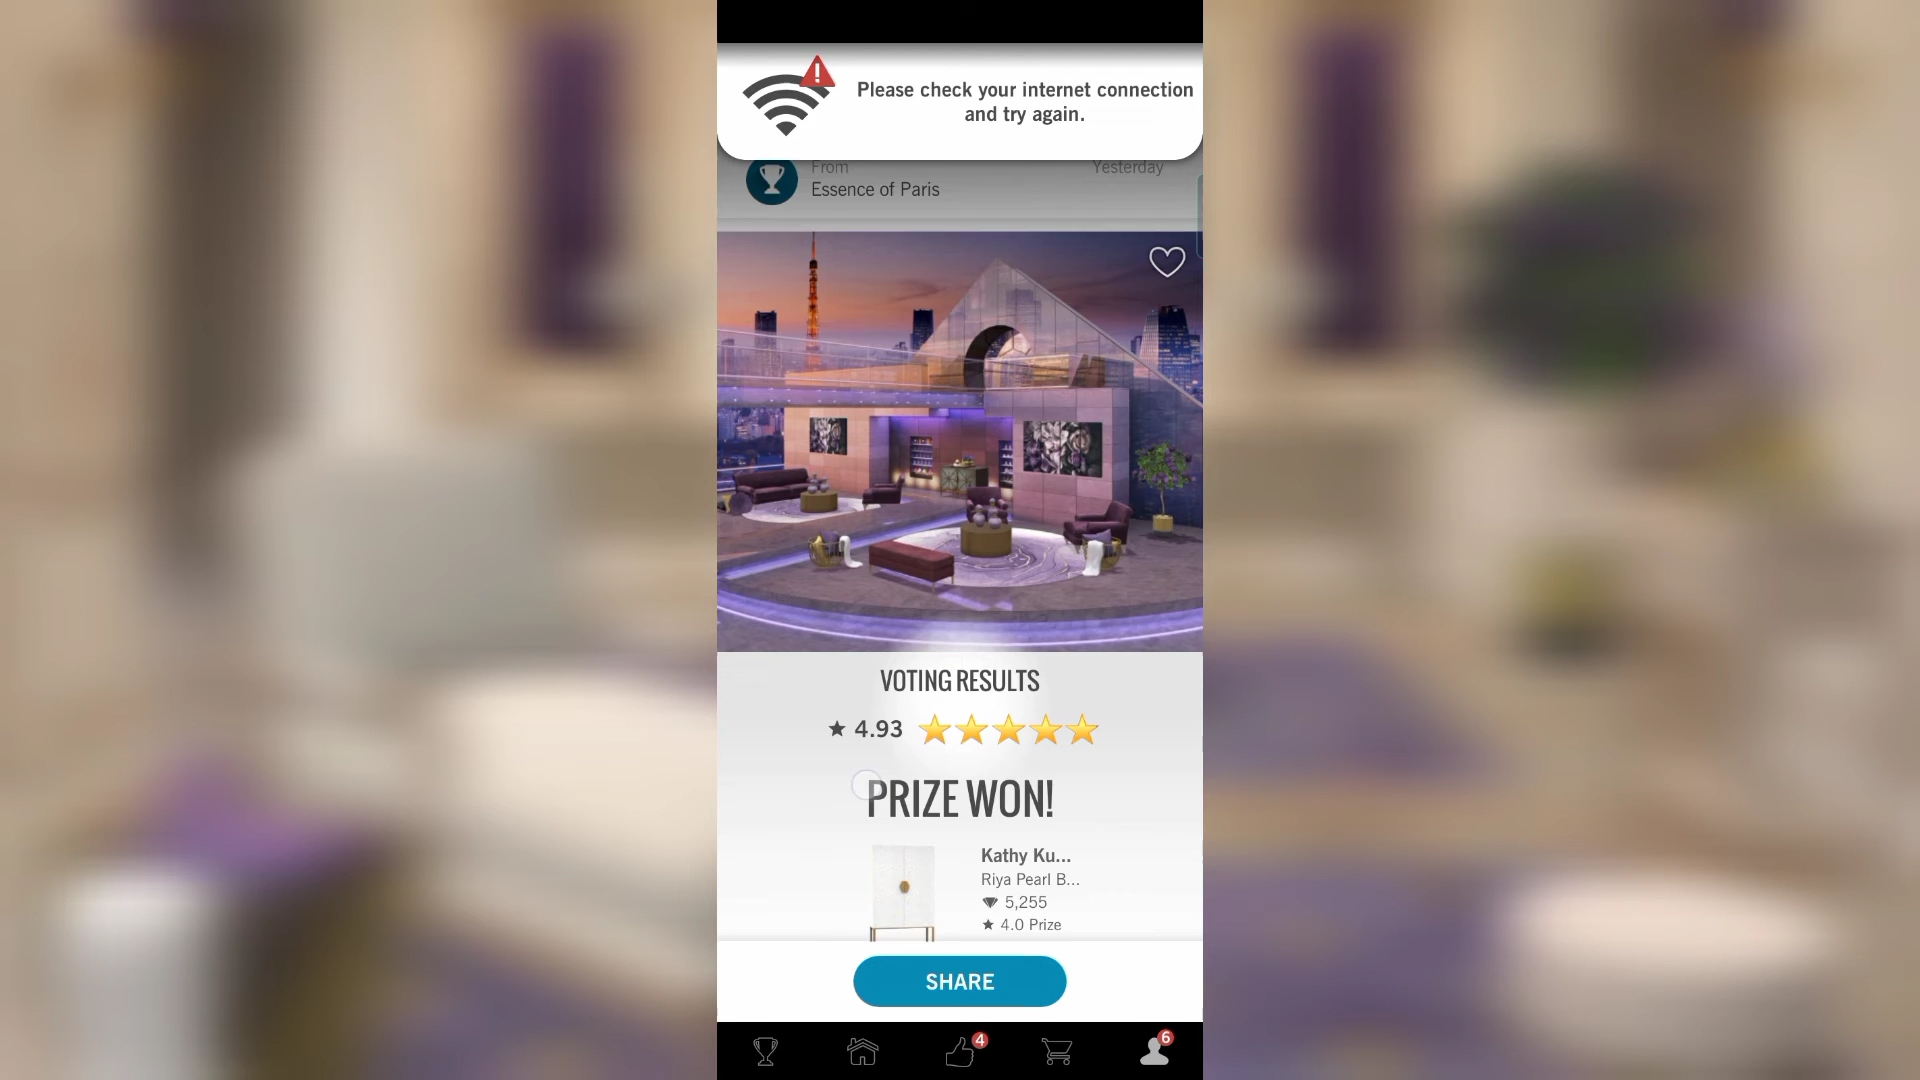 Please check your internet connection
and try again.
From
Yesterday
Essence of Paris
VOTING RESULTS
4.93
PRIZE WON!
Kathy Ku...
Riya Pearl B...
5,255
4.0 Prize
SHARE
4
6